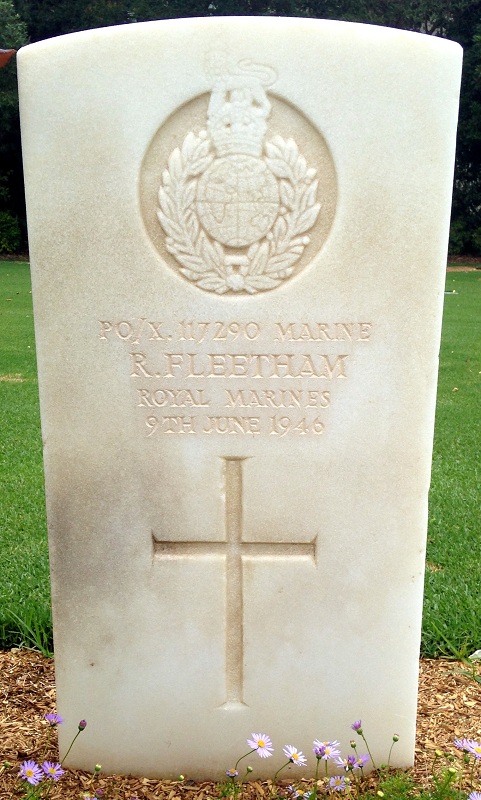 PO/X.117290 MARINE
R.FLEETHAM
ROYAL MARINES
9TH JUNE 1946